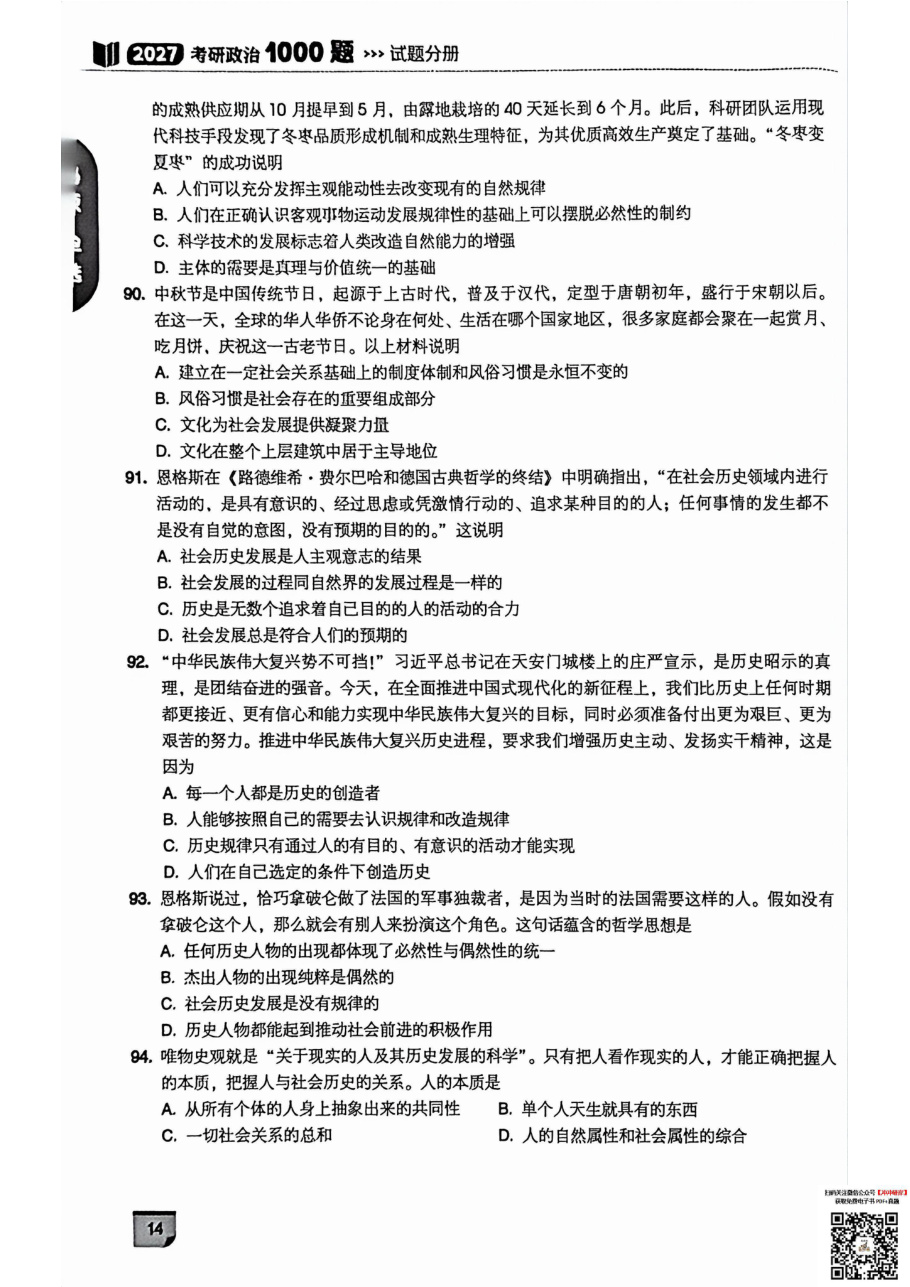 2027 考研政治1000题 >>> 试题分册
的成熟供应期从 10 月提早到 5 月，由露地栽培的 40 天延长到 6 个月。此后，科研团队运用现
代科技手段发现了冬枣品质形成机制和成熟生理特征，为其优质高效生产奠定了基础。“冬枣变
夏枣”的成功说明
A. 人们可以充分发挥主观能动性去改变现有的自然规律
B. 人们在正确认识客观事物运动发展规律性的基础上可以摆脱必然性的制约
C. 科学技术的发展标志着人类改造自然能力的增强
D. 主体的需要是真理与价值统一的基础
90. 中秋节是中国传统节日，起源于上古时代，普及于汉代，定型于唐朝初年，盛行于宋朝以后。
在这一天，全球的华人华侨不论身在何处、生活在哪个国家地区，很多家庭都会聚在一起赏月、
吃月饼，庆祝这一古老节日。以上材料说明
A. 建立在一定社会关系基础上的制度体制和风俗习惯是永恒不变的
B. 风俗习惯是社会存在的重要组成部分
C. 文化为社会发展提供凝聚力量
D. 文化在整个上层建筑中居于主导地位
91. 恩格斯在《路德维希·费尔巴哈和德国古典哲学的终结》中明确指出，“在社会历史领域内进行
活动的，是具有意识的、经过思虑或凭激情行动的、追求某种目的的人；任何事情的发生都不
是没有自觉的意图，没有预期的目的的。”这说明
A. 社会历史发展是人主观意志的结果
B. 社会发展的过程同自然界的发展过程是一样的
C. 历史是无数个追求着自己目的的人的活动的合力
D. 社会发展总是符合人们的预期的
92. “中华民族伟大复兴势不可挡！”习近平总书记在天安门城楼上的庄严宣示，是历史昭示的真
理，是团结奋进的强音。今天，在全面推进中国式现代化的新征程上，我们比历史上任何时期
都更接近、更有信心和能力实现中华民族伟大复兴的目标，同时必须准备付出更为艰巨、更为
艰苦的努力。推进中华民族伟大复兴历史进程，要求我们增强历史主动、发扬实干精神，这是
因为
A. 每一个人都是历史的创造者
B. 人能够按照自己的需要去认识规律和改造规律
C. 历史规律只有通过人的有目的、有意识的活动才能实现
D. 人们在自己选定的条件下创造历史
93. 恩格斯说过，恰巧拿破仑做了法国的军事独裁者，是因为当时的法国需要这样的人。假如没有
拿破仑这个人，那么就会有别人来扮演这个角色。这句话蕴含的哲学思想是
A. 任何历史人物的出现都体现了必然性与偶然性的统一
B. 杰出人物的出现纯粹是偶然的
C. 社会历史发展是没有规律的
D. 历史人物都能起到推动社会前进的积极作用
94. 唯物史观就是“关于现实的人及其历史发展的科学”。只有把人看作现实的人，才能正确把握人
的本质，把握人与社会历史的关系。人的本质是
A. 从所有个体的人身上抽象出来的共同性 B. 单个人天生就具有的东西
C. 一切社会关系的总和 D. 人的自然属性和社会属性的综合
14
获取免费电子书PDF+真题